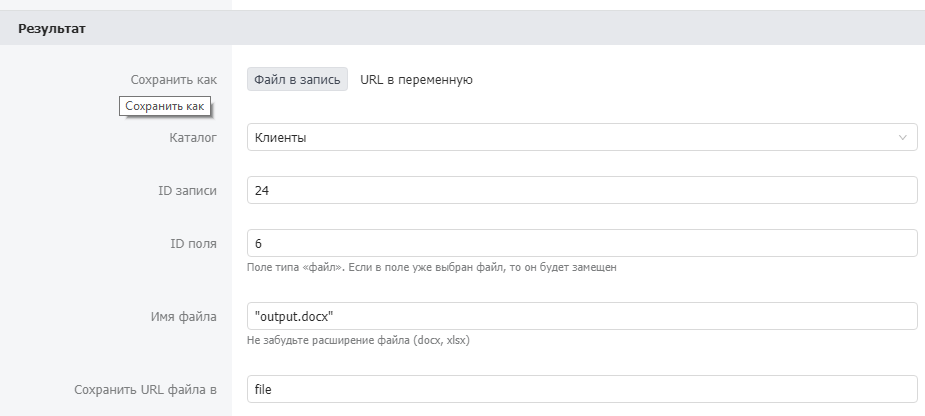 Результат
Сохранить как Файл в запись URL в переменную
Сохранить как
Каталог Клиенты
ID записи 24
ID поля 6
Поле типа «файл». Если в поле уже выбран файл, то он будет замещен
Имя файла "output.docx"
Не забудьте расширение файла (docx, xlsx)
Сохранить URL файла в file